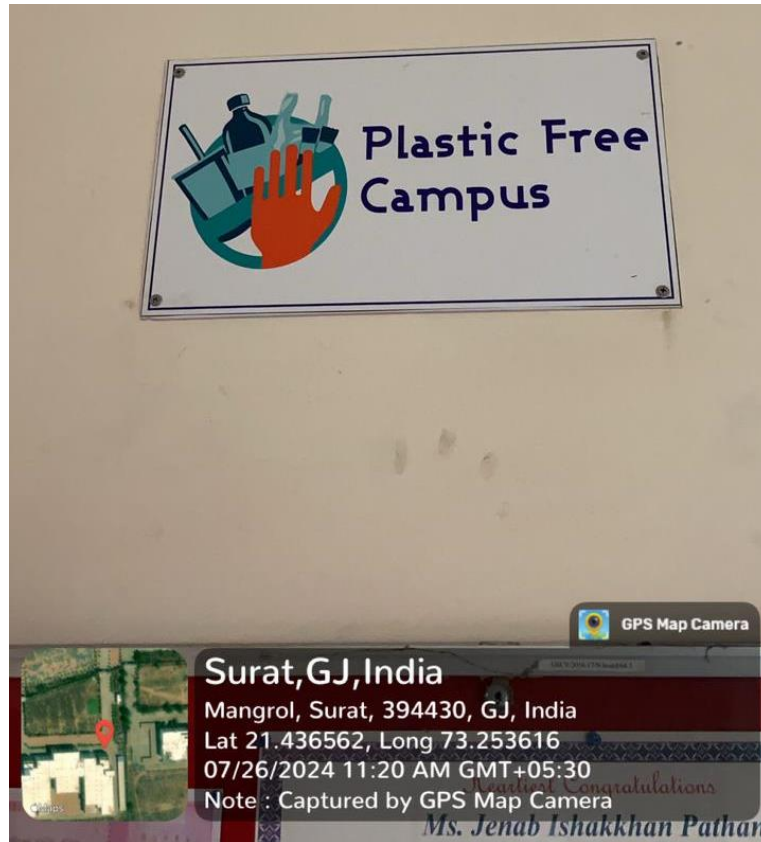 Plastic Free
Campus
GPS Map Camera
Surat,GJ,India
Mangrol, Surat, 394430, GJ, India
Lat 21.436562, Long 73.253616
07/26/2024 11:20 AM GMT+05:30
Note : Captured by GPS Map Camera
Heartiest Congratulations
Ms. Jenab Ishakkhan Pathan